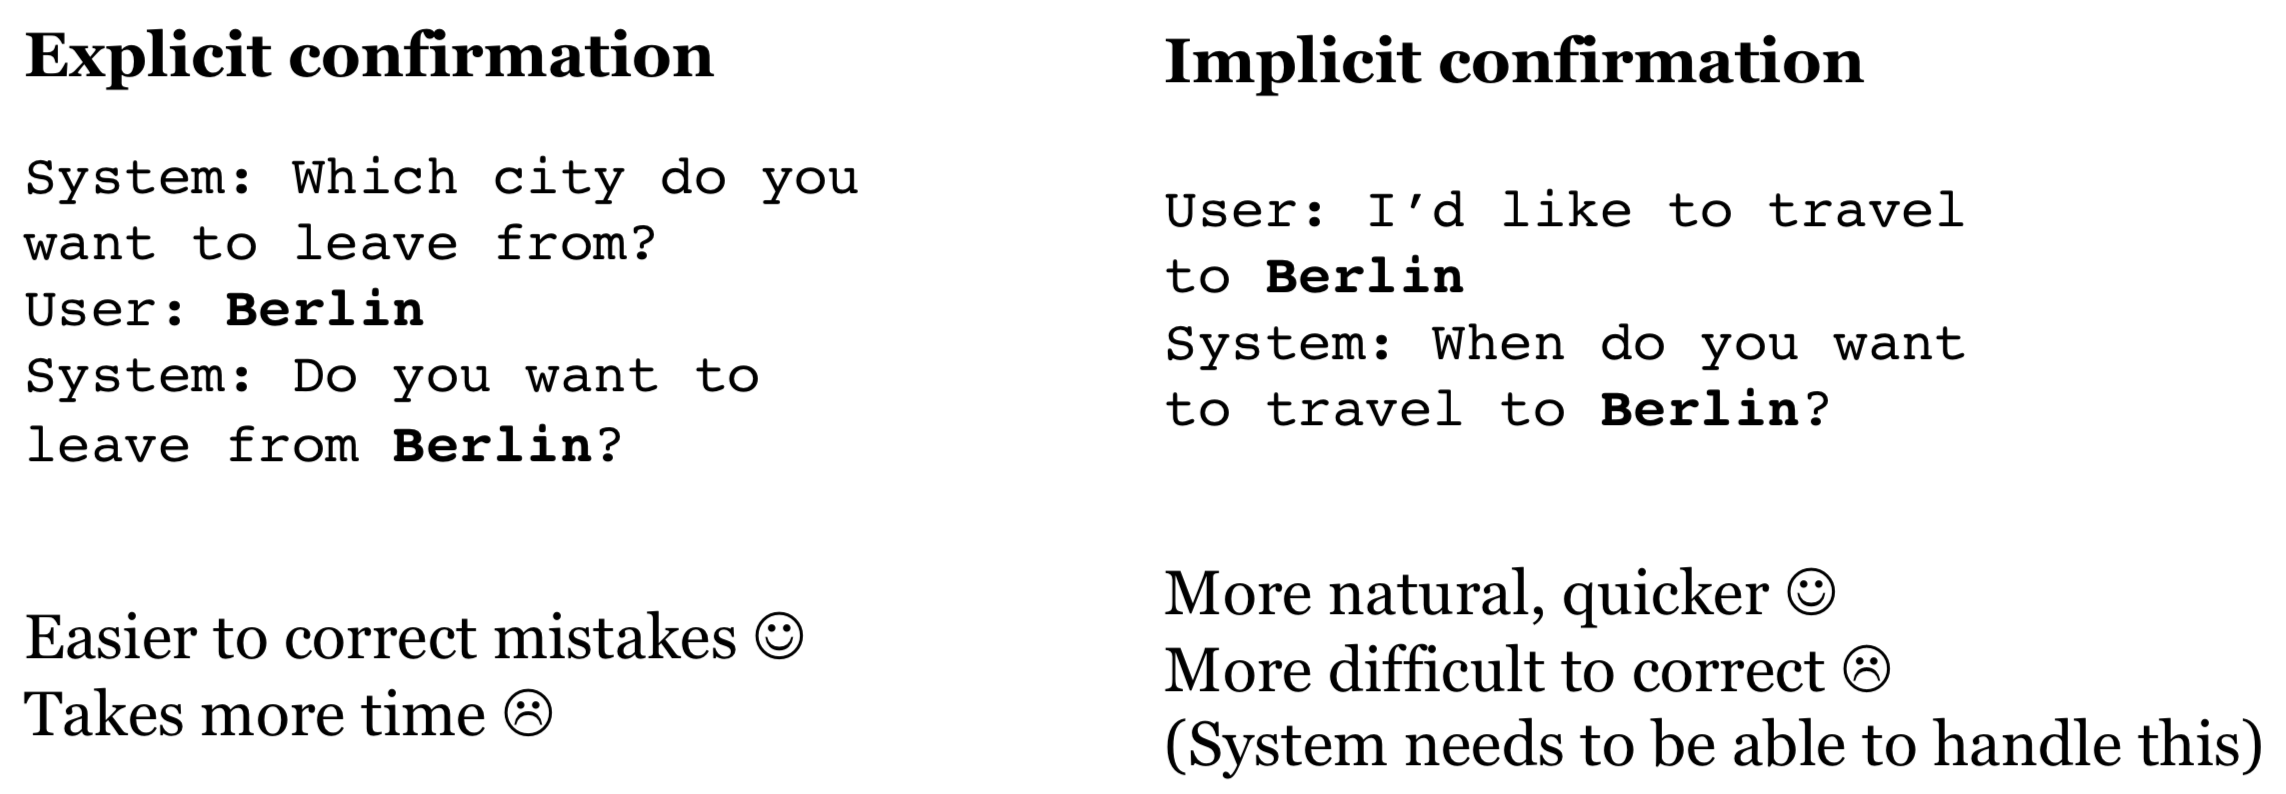 Explicit confirmation
System: Which city do you
want to leave from?
User: Berlin
System: Do you want to
leave from Berlin?
Easier to correct mistakes ☺
Takes more time ☹
Implicit confirmation
User: I’d like to travel
to Berlin
System: When do you want
to travel to Berlin?
More natural, quicker ☺
More difficult to correct ☹
(System needs to be able to handle this)